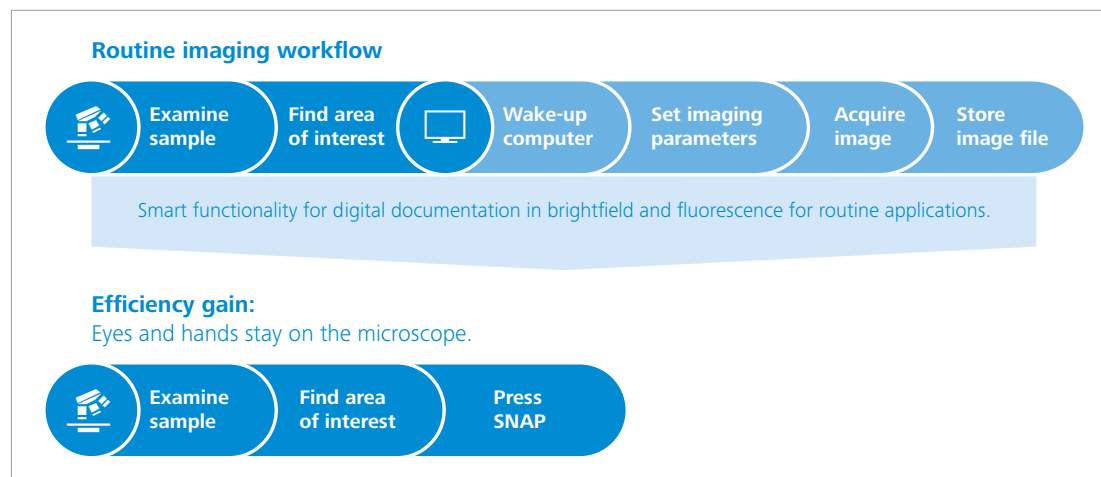 Routine imaging workflow
Examine
sample
Find area
of interest
Wake-up
computer
Set imaging
parameters
Acquire
image
Store
image file
Smart functionality for digital documentation in brightfield and fluorescence for routine applications.
Efficiency gain:
Eyes and hands stay on the microscope.
Examine
sample
Find area
of interest
Press
SNAP